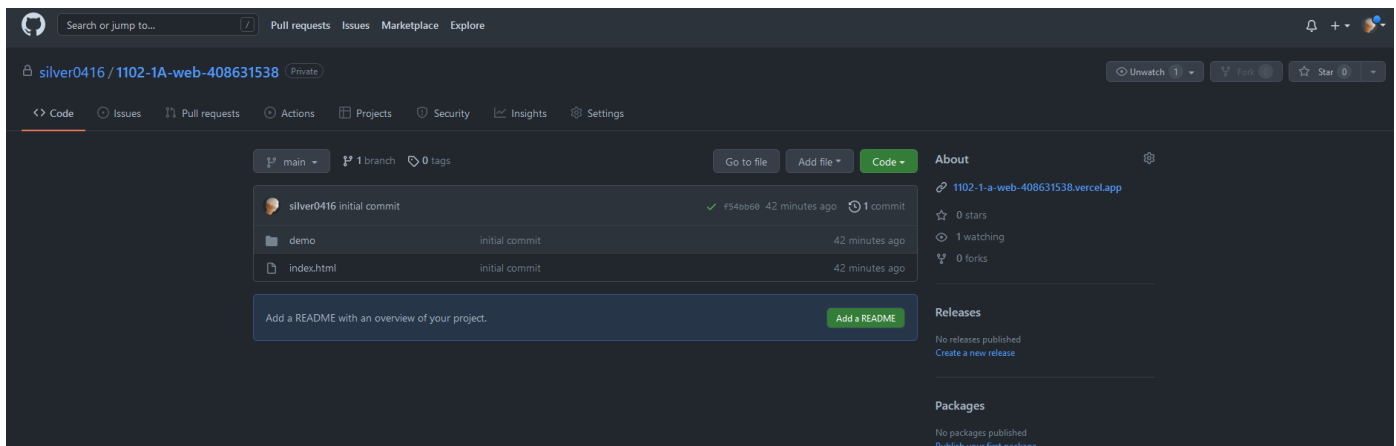 Search or jump to... / Pull requests Issues Marketplace Explore
silver0416 / 1102-1A-web-408631538 Private Unwatch 1 Fork 0 Star 0
Code Issues Pull requests Actions Projects Security Insights Settings
main 1 branch 0 tags Go to file Add file Code
silver0416 initial commit f54bb60 42 minutes ago 1 commit
demo initial commit 42 minutes ago
index.html initial commit 42 minutes ago
Add a README with an overview of your project. Add a README
About
1102-1-a-web-408631538.vercel.app
0 stars
1 watching
0 forks
Releases
No releases published
Create a new release
Packages
No packages published
Publish your first package